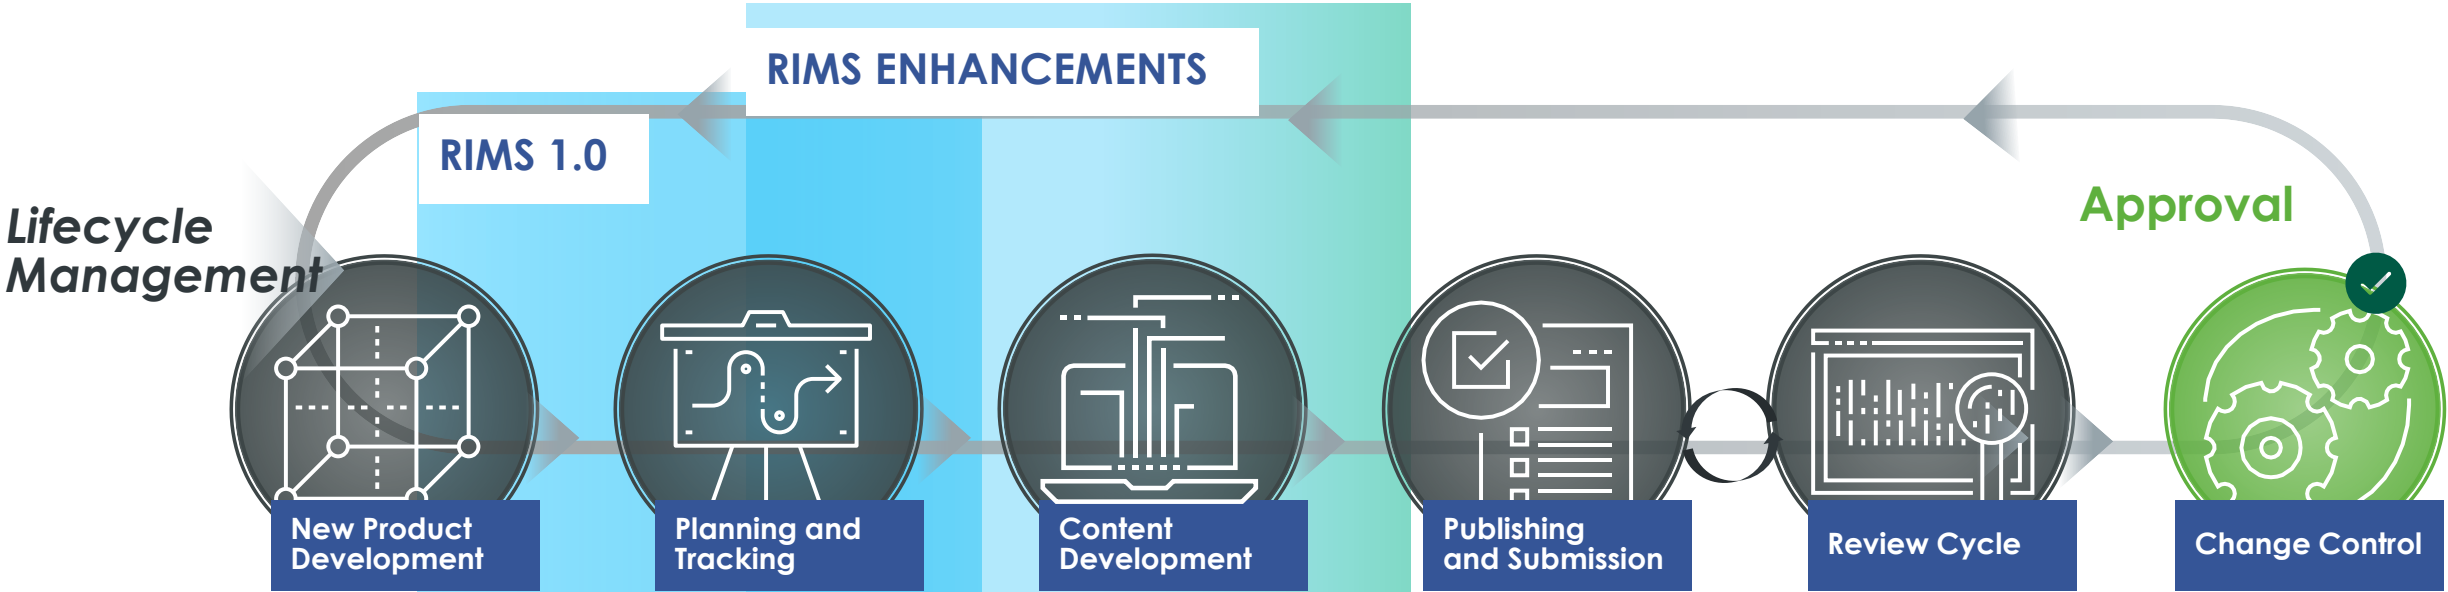 RIMS ENHANCEMENTS
RIMS 1.0
Lifecycle
Management
Approval
New Product
Development
Planning and
Tracking
Content
Development
Publishing
and Submission
Review Cycle
Change Control